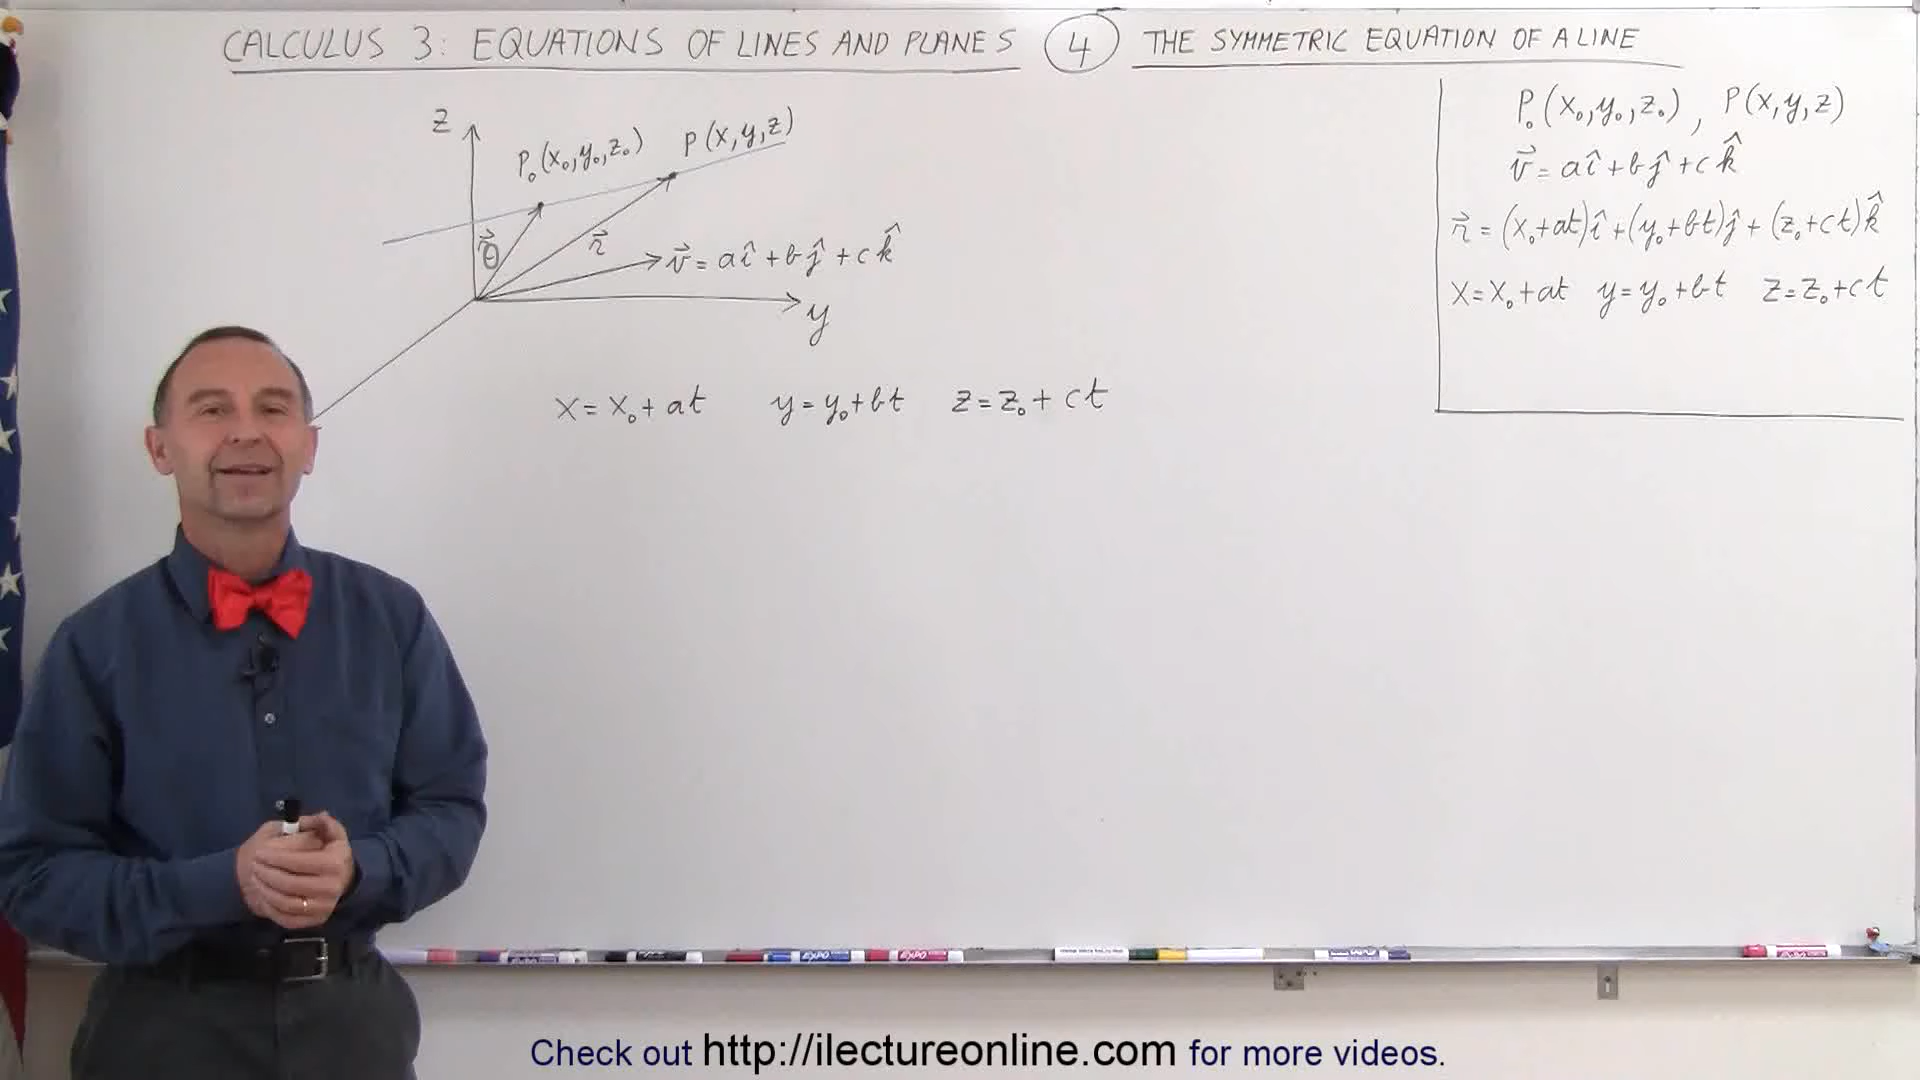 CALCULUS 3: EQUATIONS OF LINES AND PLANES ④ THE SYMMETRIC EQUATION OF A LINE
P₀(x₀,y₀,z₀), P(x,y,z)
v⃗ = aî + bĵ + ck̂
r⃗ = (x₀+at)î + (y₀+bt)ĵ + (z₀+ct)k̂
x = x₀+at y = y₀+bt z = z₀+ct
z
P₀(x₀,y₀,z₀) P(x,y,z)
r⃗₀ r⃗ v⃗ = aî + bĵ + ck̂
y
x = x₀ + at y = y₀ + bt z = z₀ + ct
EXPO EXPO
Check out http://ilectureonline.com for more videos.